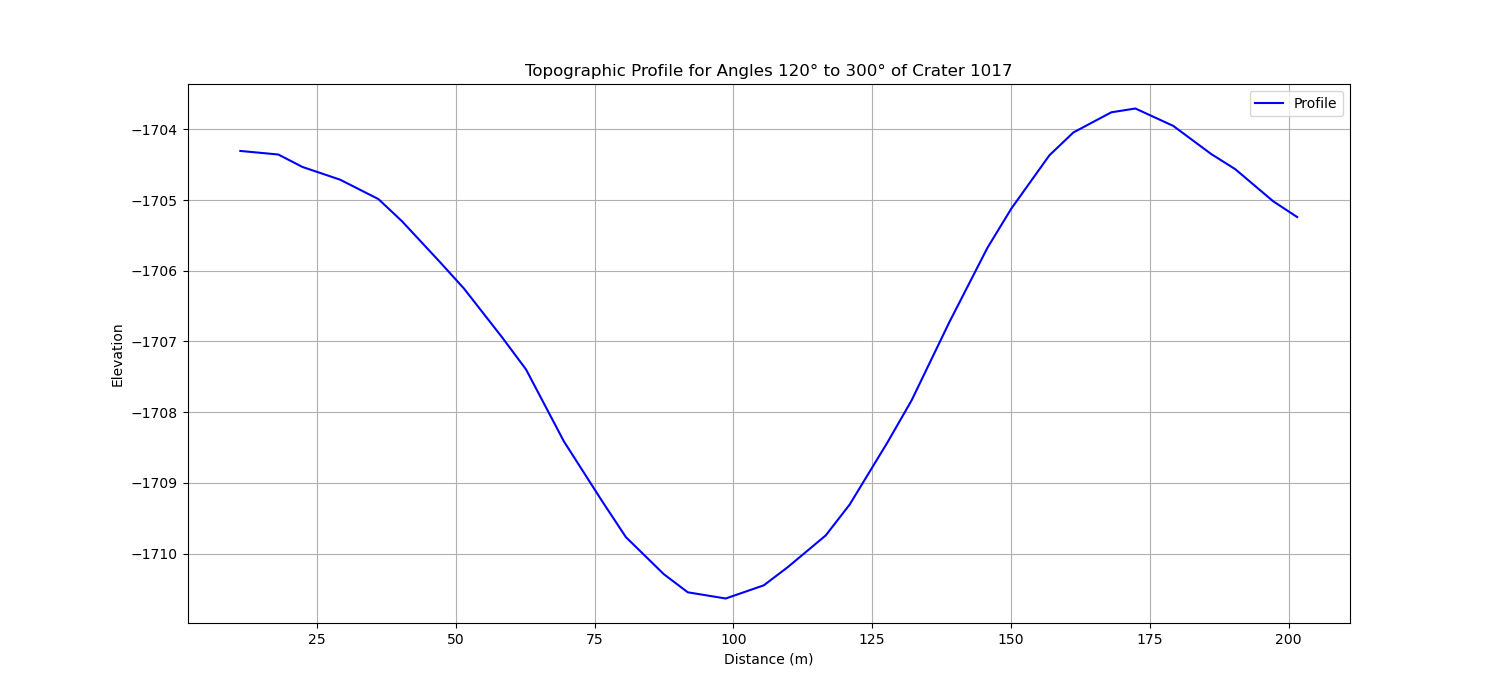 Topographic Profile for Angles 120° to 300° of Crater 1017
Profile
Elevation
−1704
−1705
−1706
−1707
−1708
−1709
−1710
25 50 75 100 125 150 175 200
Distance (m)